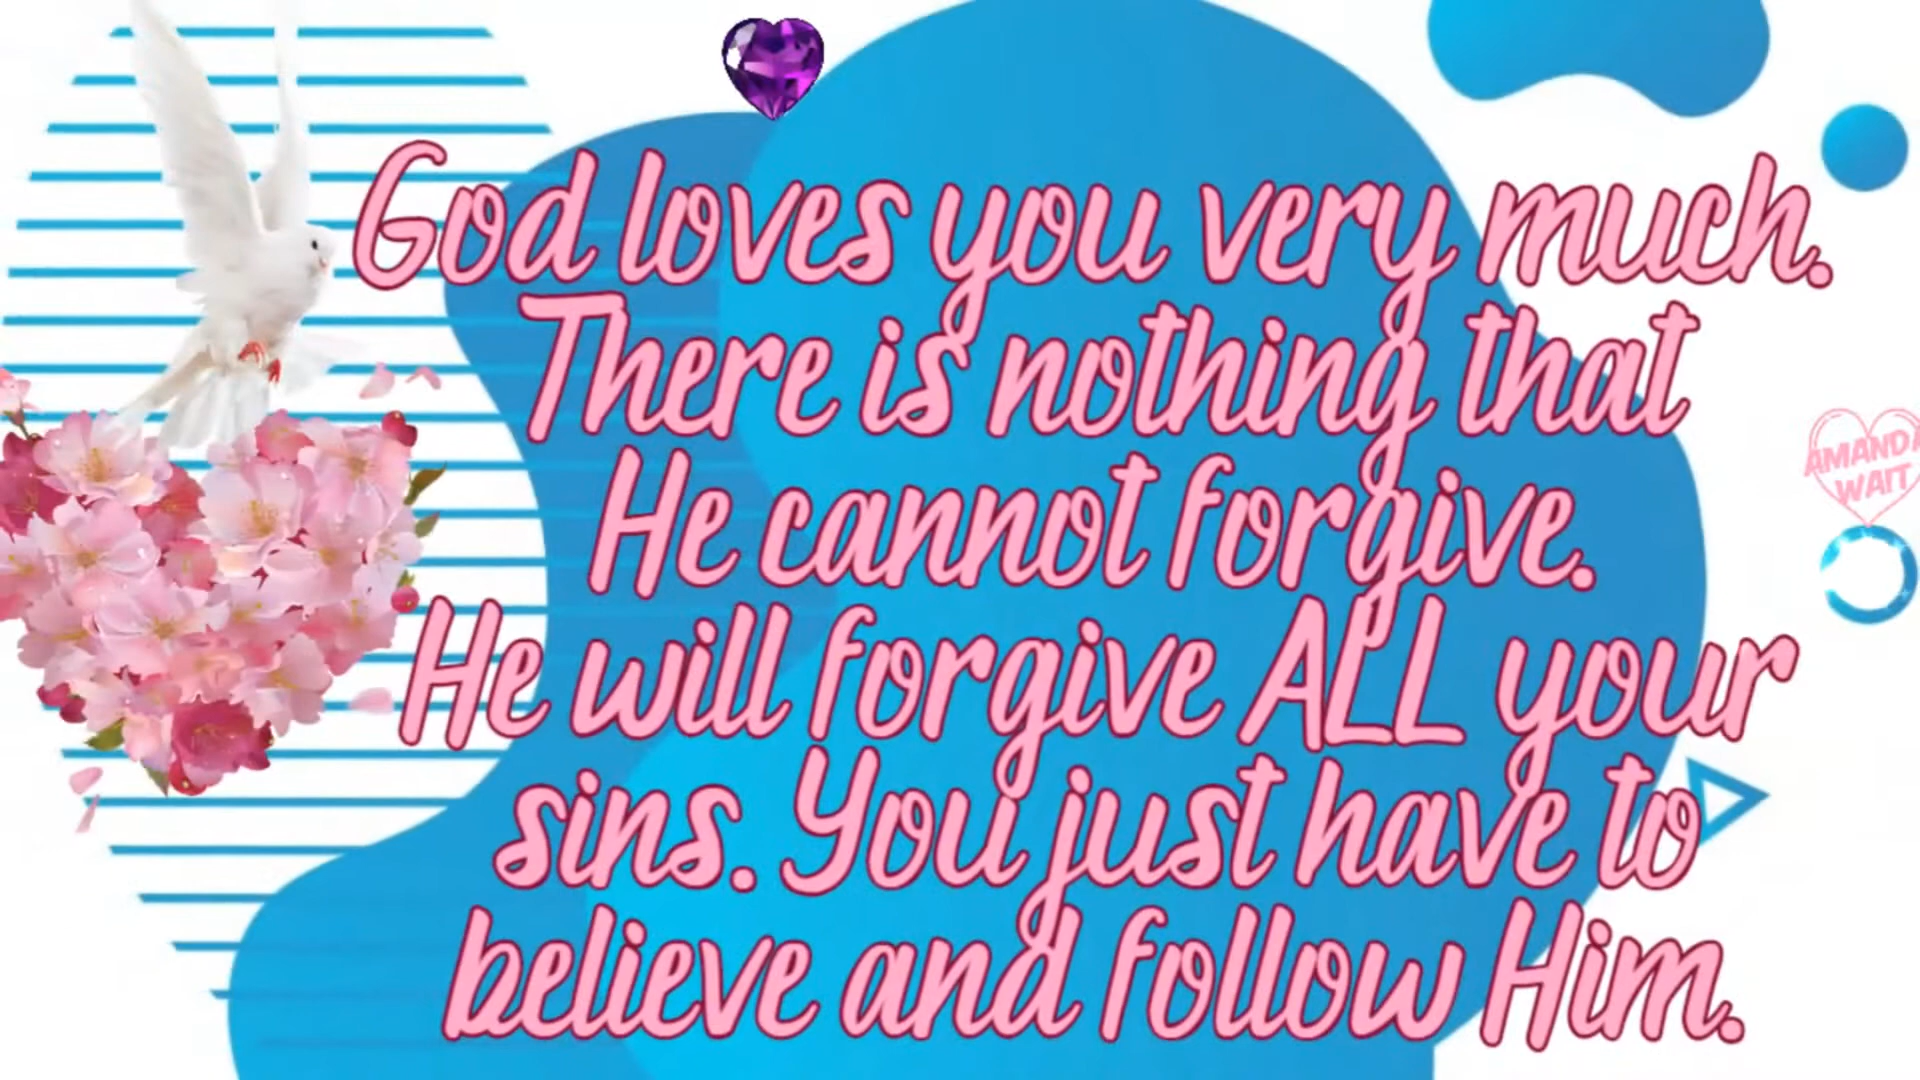 God loves you very much.
There is nothing that
He cannot forgive.
He will forgive ALL your
sins. You just have to
believe and follow Him.
AMANDA
WAIT